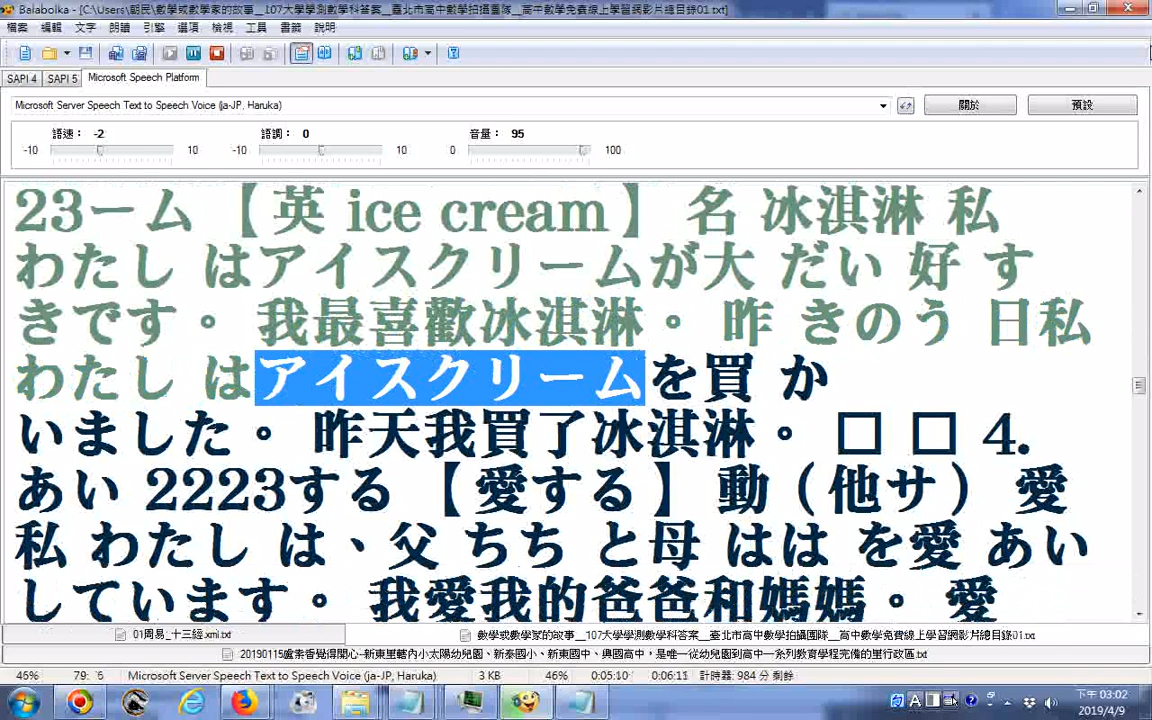 Balabolka - [C:\Users\朝民\數學或數學家的故事__107大學學測數學科答案__臺北市高中數學拍攝團隊__高中數學免費線上學習網影片總目錄01.txt]
檔案 編輯 文字 朗讀 引擎 選項 檢視 工具 書籤 說明
SAPI 4 SAPI 5 Microsoft Speech Platform
Microsoft Server Speech Text to Speech Voice (ja-JP, Haruka) 關於 預設
語速： -2 語調： 0 音量： 95
-10 10 -10 10 0 100
23ーム 【英 ice cream】 名 冰淇淋 私
わたし はアイスクリームが大 だい 好 す
きです。 我最喜歡冰淇淋。 昨 きのう 日私
わたし はアイスクリームを買 か
いました。 昨天我買了冰淇淋。 □ □ 4.
あい 2223する 【愛する】 動（他サ） 愛
私 わたし は、父 ちち と母 はは を愛 あい
しています。 我愛我的爸爸和媽媽。 愛
01周易_十三經.xml.txt 數學或數學家的故事__107大學學測數學科答案__臺北市高中數學拍攝團隊__高中數學免費線上學習網影片總目錄01.txt
20190115盧素香覺得開心~新東里轄內小太陽幼兒園、新泰國小、新東國中、興國高中，是唯一從幼兒園到高中一系列教育學程完備的里行政區.txt
46% Microsoft Server Speech Text to Speech Voice (ja-JP, Haruka) 3 KB 46% 0:05:10 0:06:11 計時器: 984 分 剩餘
下午 03:02
2019/4/9